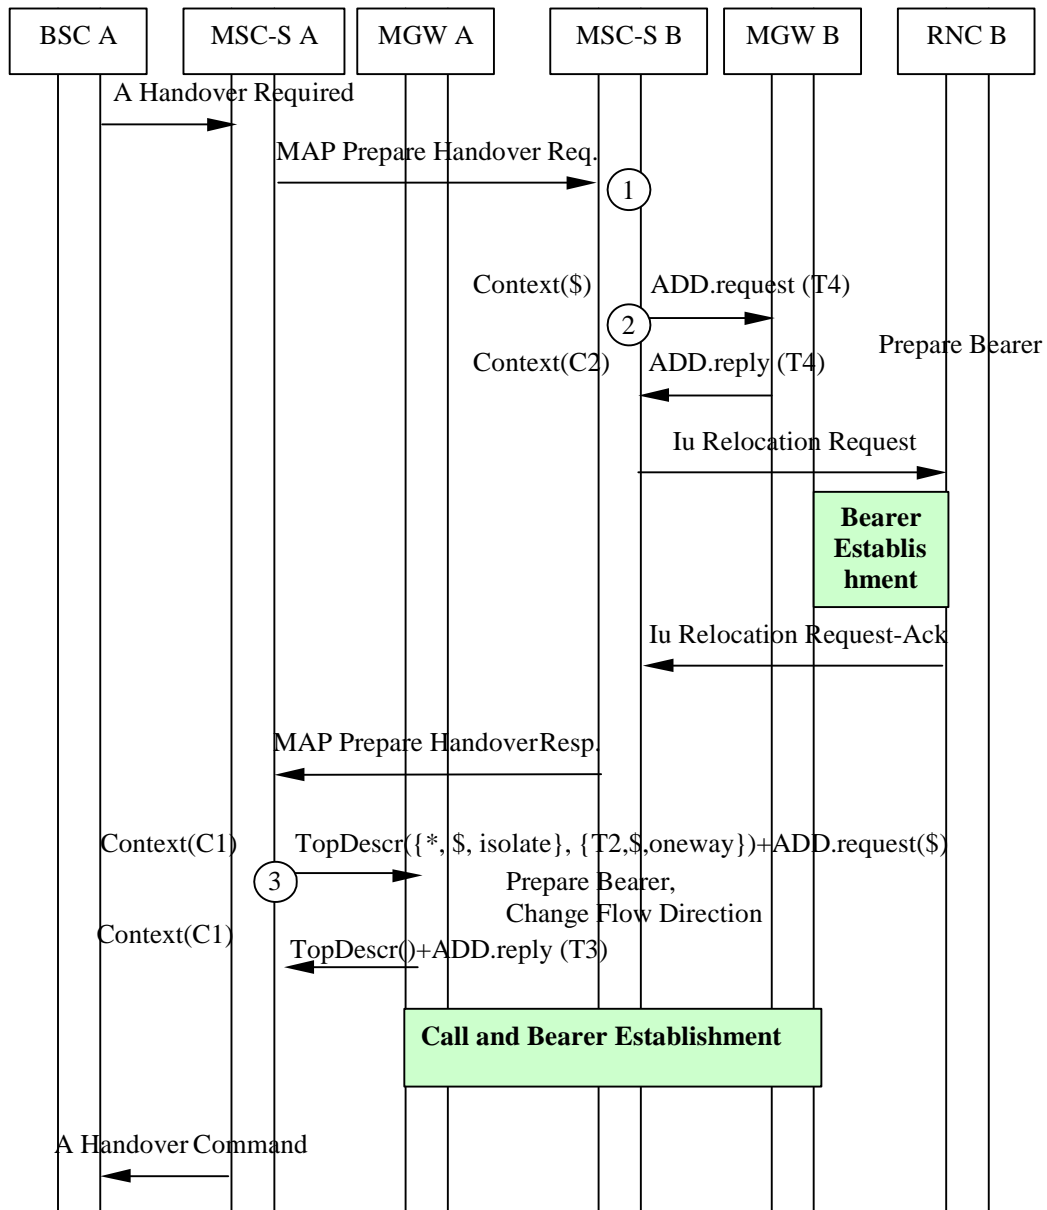 BSC A
MSC-S A
MGW A
MSC-S B
MGW B
RNC B
A Handover Required
MAP Prepare Handover Req.
1
Context($)
ADD.request (T4)
2
Prepare Bearer
Context(C2)
ADD.reply (T4)
Iu Relocation Request
Bearer
Establis
hment
Iu Relocation Request-Ack
MAP Prepare Handover Resp.
Context(C1)
TopDescr({*, $, isolate}, {T2,$,oneway})+ADD.request($)
3
Prepare Bearer,
Change Flow Direction
Context(C1)
TopDescr()+ADD.reply (T3)
Call and Bearer Establishment
A Handover Command